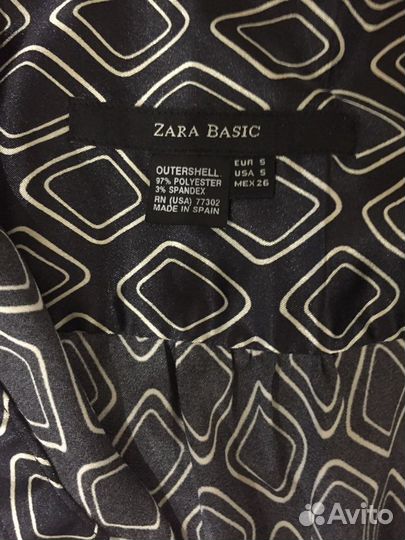 ZARA BASIC
OUTERSHELL
97% POLYESTER
3% SPANDEX
RN (USA) 77302
MADE IN SPAIN
EUR S
USA S
MEX 26
Avito